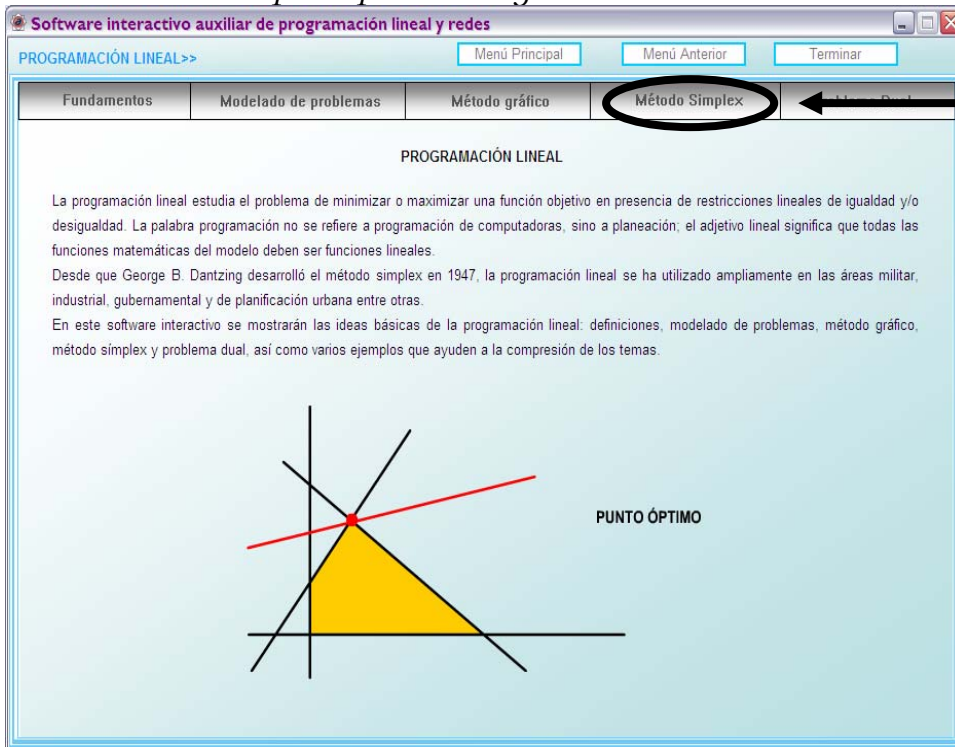 Software interactivo auxiliar de programación lineal y redes
PROGRAMACIÓN LINEAL>>
Menú Principal
Menú Anterior
Terminar
Fundamentos
Modelado de problemas
Método gráfico
Método Simplex
PROGRAMACIÓN LINEAL
La programación lineal estudia el problema de minimizar o maximizar una función objetivo en presencia de restricciones lineales de igualdad y/o
desigualdad. La palabra programación no se refiere a programación de computadoras, sino a planeación; el adjetivo lineal significa que todas las
funciones matemáticas del modelo deben ser funciones lineales.
Desde que George B. Dantzing desarrolló el método simplex en 1947, la programación lineal se ha utilizado ampliamente en las áreas militar,
industrial, gubernamental y de planificación urbana entre otras.
En este software interactivo se mostrarán las ideas básicas de la programación lineal: definiciones, modelado de problemas, método gráfico,
método símplex y problema dual, así como varios ejemplos que ayuden a la compresión de los temas.
PUNTO ÓPTIMO